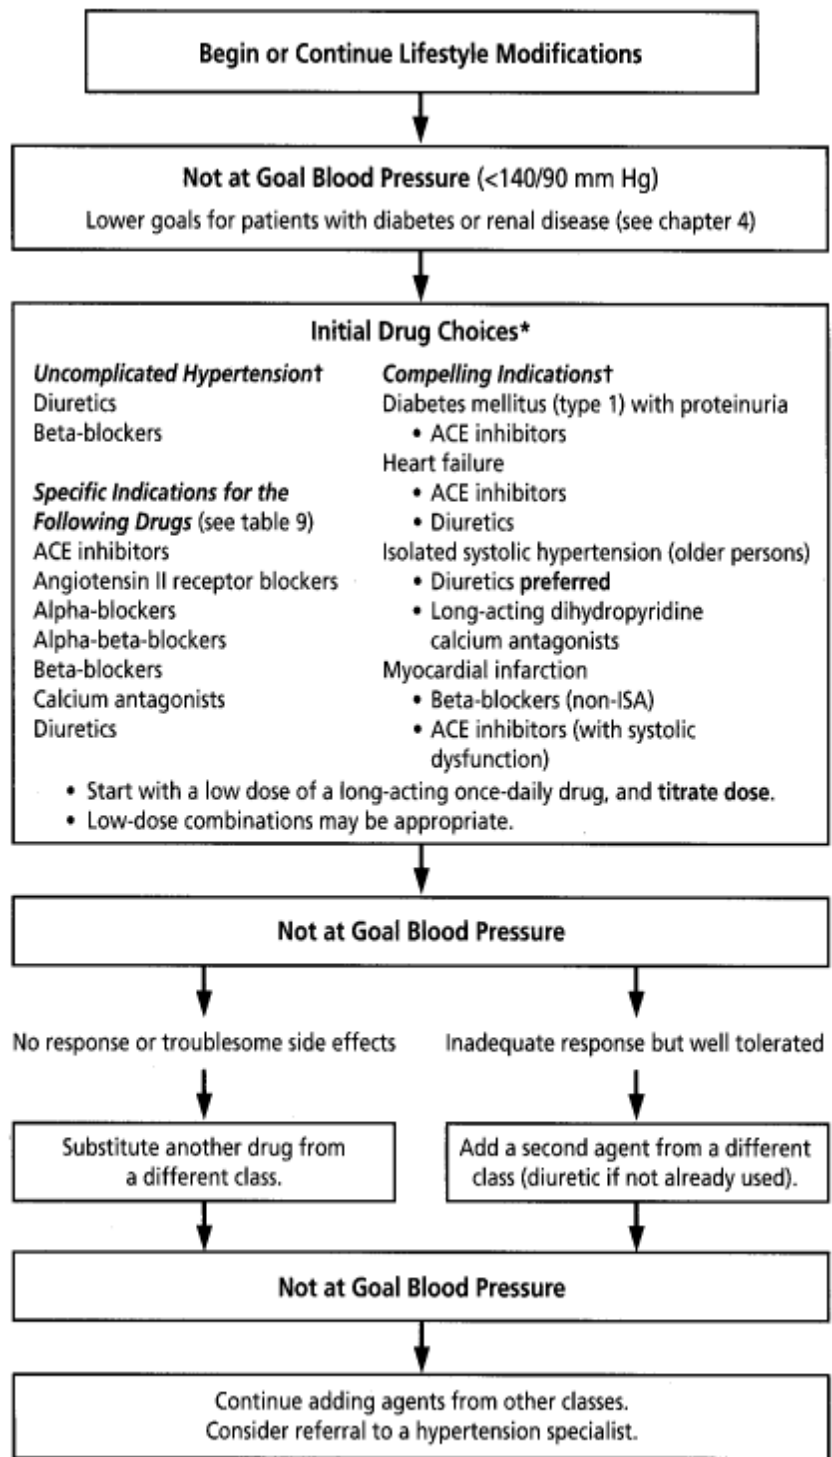 Begin or Continue Lifestyle Modifications
Not at Goal Blood Pressure (<140/90 mm Hg)
Lower goals for patients with diabetes or renal disease (see chapter 4)
Initial Drug Choices*
Uncomplicated Hypertension†
Diuretics
Beta-blockers
Specific Indications for the
Following Drugs (see table 9)
ACE inhibitors
Angiotensin II receptor blockers
Alpha-blockers
Alpha-beta-blockers
Beta-blockers
Calcium antagonists
Diuretics
Compelling Indications†
Diabetes mellitus (type 1) with proteinuria
• ACE inhibitors
Heart failure
• ACE inhibitors
• Diuretics
Isolated systolic hypertension (older persons)
• Diuretics preferred
• Long-acting dihydropyridine
calcium antagonists
Myocardial infarction
• Beta-blockers (non-ISA)
• ACE inhibitors (with systolic
dysfunction)
• Start with a low dose of a long-acting once-daily drug, and titrate dose.
• Low-dose combinations may be appropriate.
Not at Goal Blood Pressure
No response or troublesome side effects
Inadequate response but well tolerated
Substitute another drug from
a different class.
Add a second agent from a different
class (diuretic if not already used).
Not at Goal Blood Pressure
Continue adding agents from other classes.
Consider referral to a hypertension specialist.